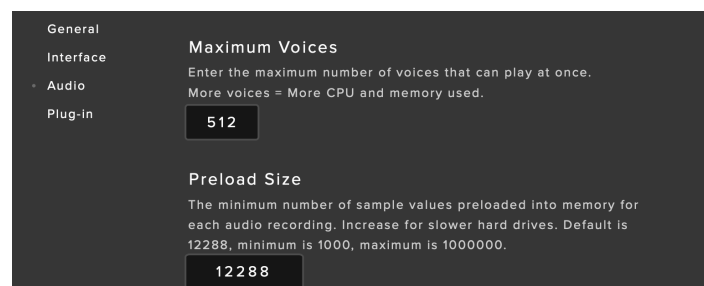 General
Interface
Audio
Plug-in
Maximum Voices
Enter the maximum number of voices that can play at once.
More voices = More CPU and memory used.
512
Preload Size
The minimum number of sample values preloaded into memory for
each audio recording. Increase for slower hard drives. Default is
12288, minimum is 1000, maximum is 1000000.
12288